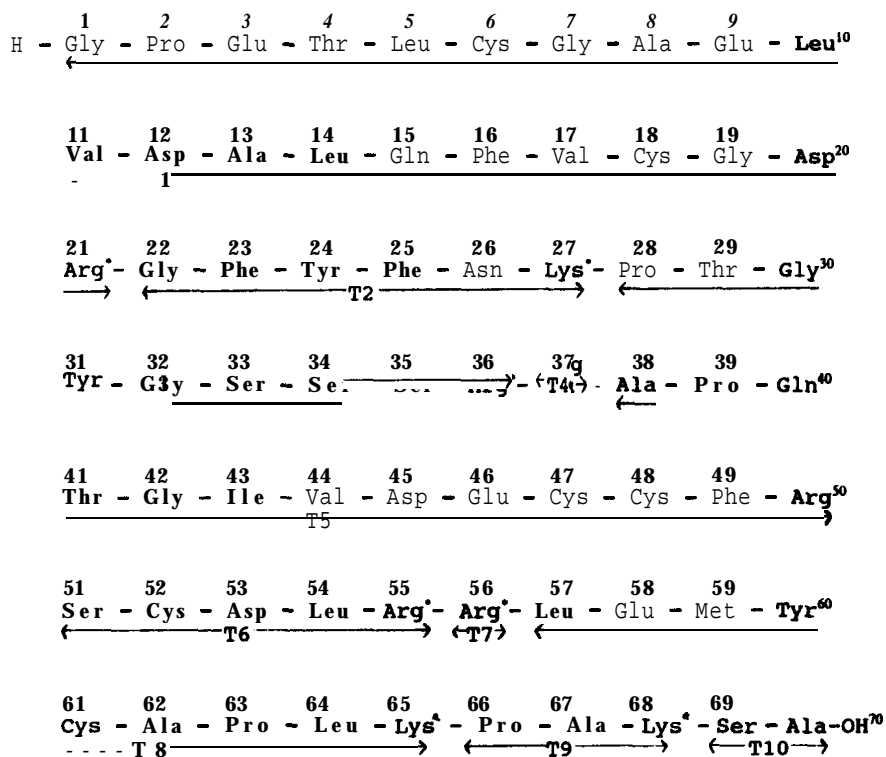 1 2 3 4 5 6 7 8 9
H - Gly - Pro - Glu - Thr - Leu - Cys - Gly - Ala - Glu - Leu¹⁰
11 12 13 14 15 16 17 18 19
Val - Asp - Ala - Leu - Gln - Phe - Val - Cys - Gly - Asp²⁰
- 1
21 22 23 24 25 26 27 28 29
Arg* - Gly - Phe - Tyr - Phe - Asn - Lys* - Pro - Thr - Gly³⁰
T2
31 32 33 34 35 36 37 38 39
Tyr - Gly - Ser - - Ala - Pro - Gln⁴⁰
41 42 43 44 45 46 47 48 49
Thr - Gly - Ile - Val - Asp - Glu - Cys - Cys - Phe - Arg⁵⁰
T5
51 52 53 54 55 56 57 58 59
Ser - Cys - Asp - Leu - Arg* - Arg* - Leu - Glu - Met - Tyr⁶⁰
T6 T7
61 62 63 64 65 66 67 68 69
Cys - Ala - Pro - Leu - Lys* - Pro - Ala - Lys* - Ser - Ala-OH⁷⁰
- - - - T 8 T9 T10